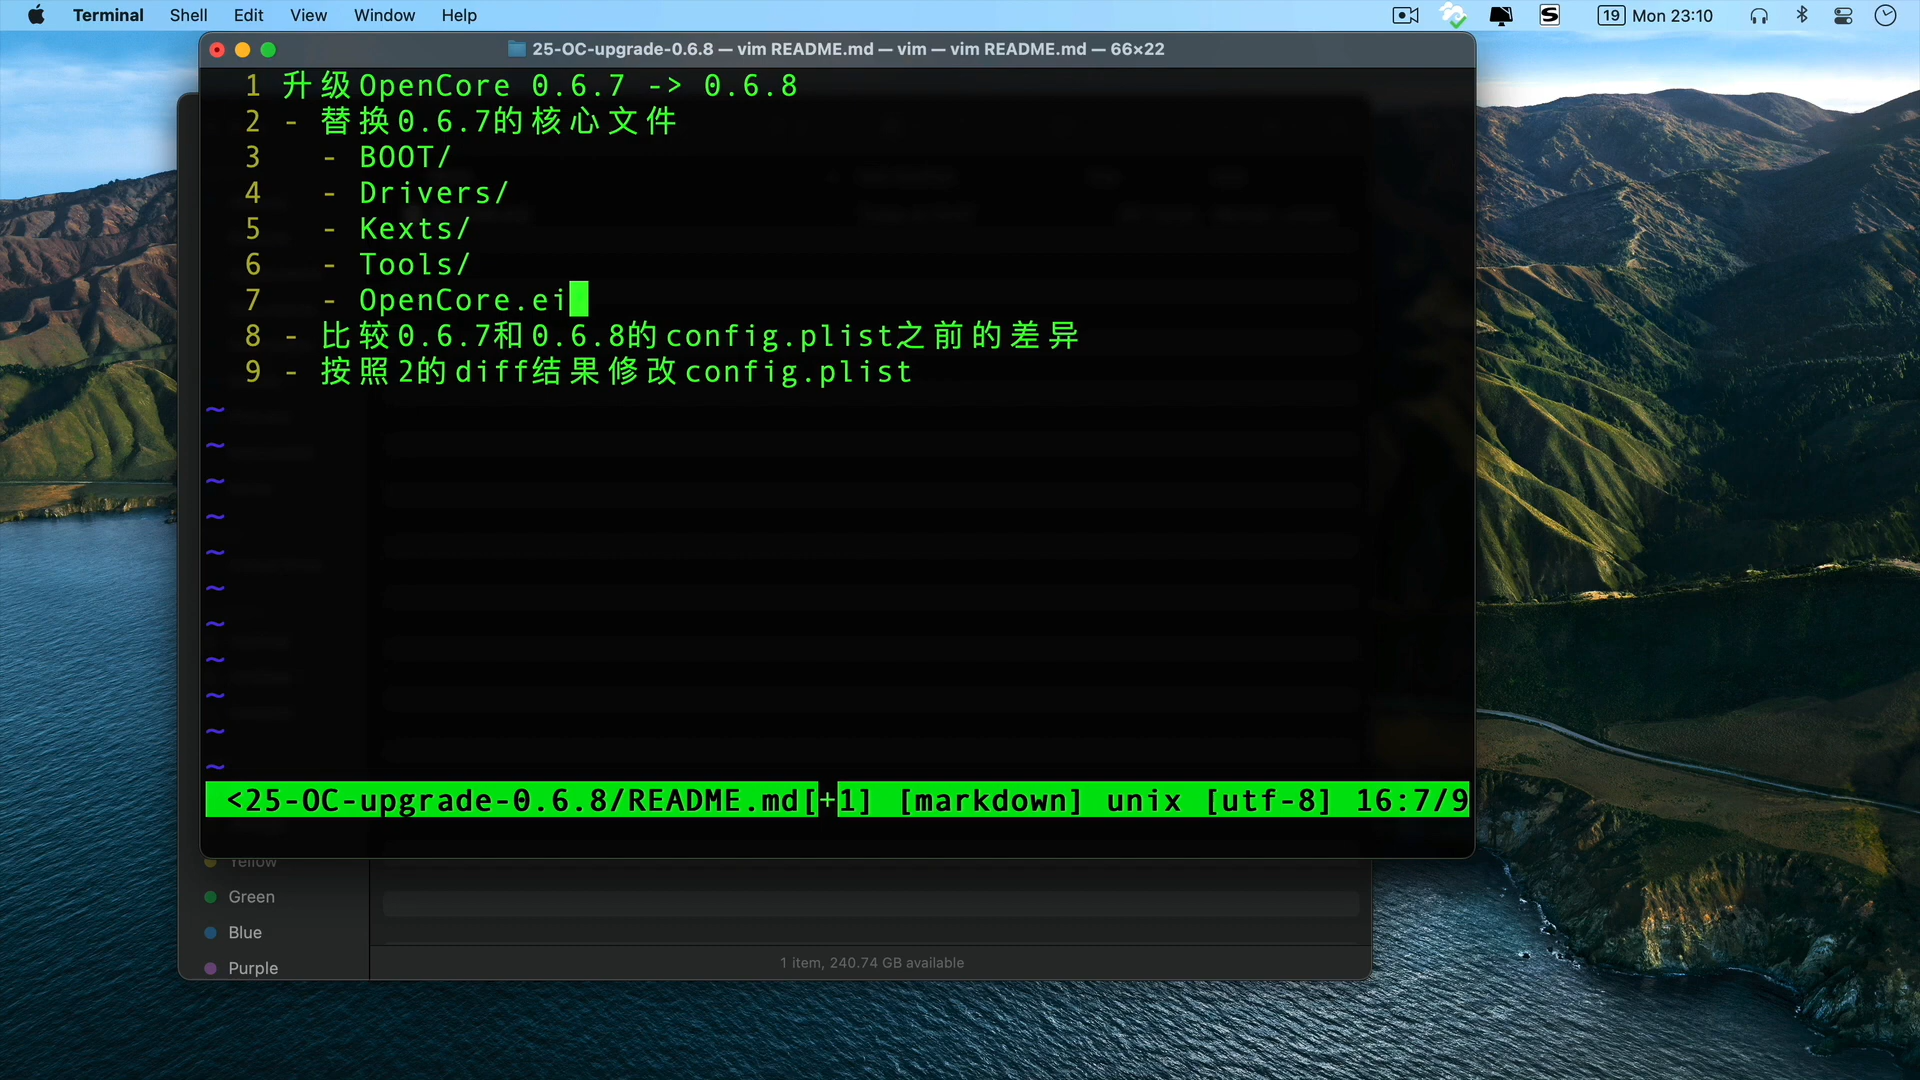 Terminal Shell Edit View Window Help 19 Mon 23:10
25-OC-upgrade-0.6.8 — vim README.md — vim — vim README.md — 66×22
1 升级OpenCore 0.6.7 -> 0.6.8
2 - 替换0.6.7的核心文件
3 - BOOT/
4 - Drivers/
5 - Kexts/
6 - Tools/
7 - OpenCore.ei
8 - 比较0.6.7和0.6.8的config.plist之前的差异
9 - 按照2的diff结果修改config.plist
~
~
~
~
~
~
~
~
~
~
~
<25-OC-upgrade-0.6.8/README.md[+1] [markdown] unix [utf-8] 16:7/9
Yellow
Green
Blue
Purple
1 item, 240.74 GB available